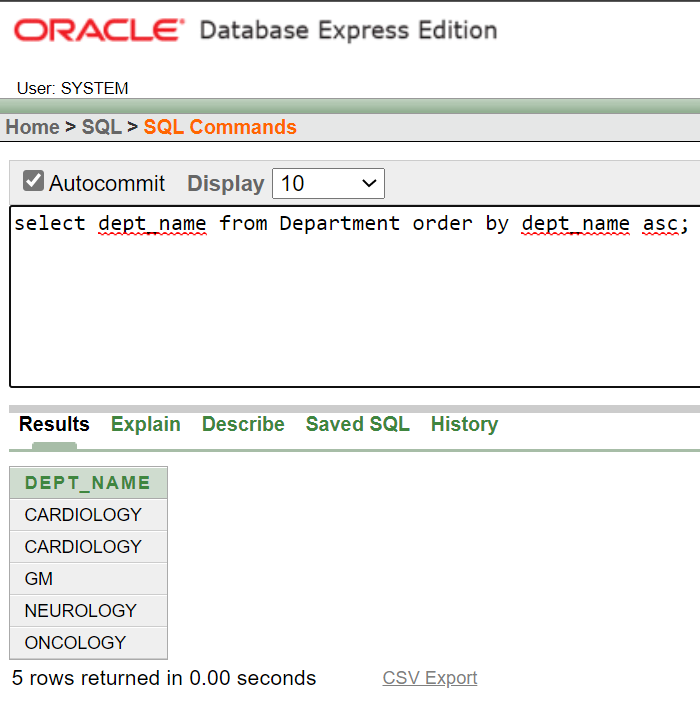 ORACLE Database Express Edition
User: SYSTEM
Home > SQL > SQL Commands
Autocommit Display 10
select dept_name from Department order by dept_name asc;
Results Explain Describe Saved SQL History
DEPT_NAME
CARDIOLOGY
CARDIOLOGY
GM
NEUROLOGY
ONCOLOGY
5 rows returned in 0.00 seconds CSV Export